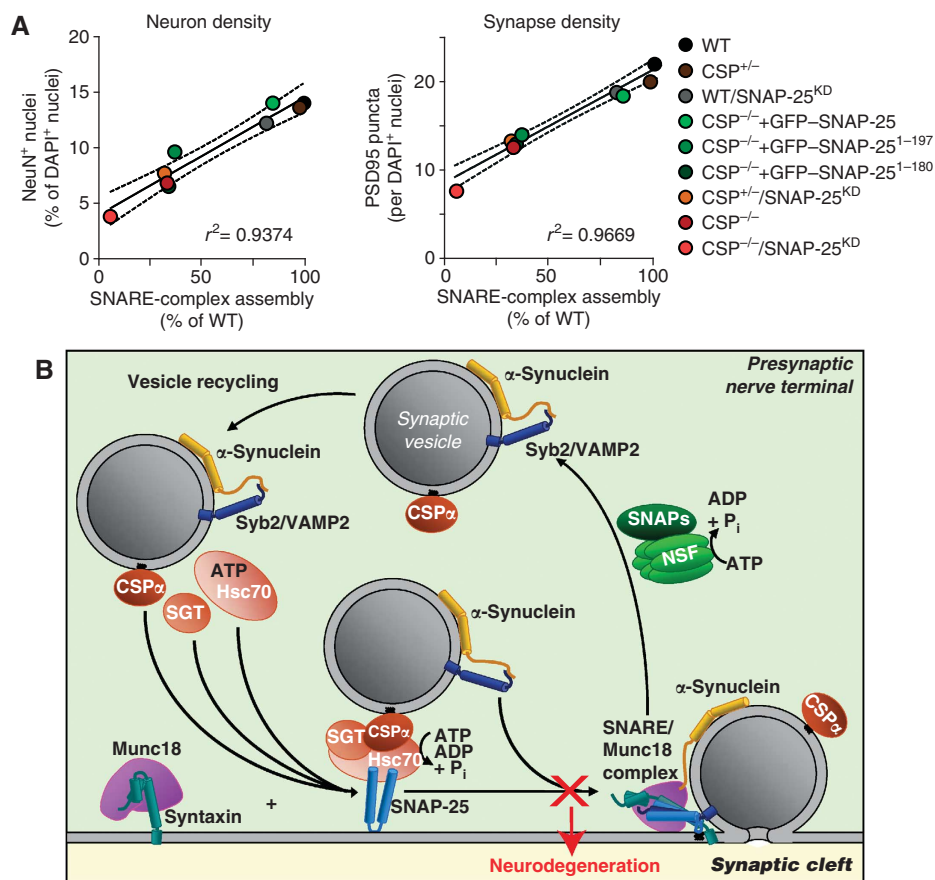 A
Neuron density
20
15
10
5
0
0
50
100
NeuN⁺ nuclei
(% of DAPI⁺ nuclei)
r² = 0.9374
SNARE-complex assembly
(% of WT)
Synapse density
20
10
0
0
25
50
75
100
PSD95 puncta
(per DAPI⁺ nuclei)
r² = 0.9669
SNARE-complex assembly
(% of WT)
WT
CSP⁺/⁻
WT/SNAP-25ᴷᴰ
CSP⁻/⁻+GFP–SNAP-25
CSP⁻/⁻+GFP–SNAP-25¹⁻¹⁹⁷
CSP⁻/⁻+GFP–SNAP-25¹⁻¹⁸⁰
CSP⁺/⁻/SNAP-25ᴷᴰ
CSP⁻/⁻
CSP⁻/⁻/SNAP-25ᴷᴰ
B
Presynaptic
nerve terminal
Vesicle recycling
α-Synuclein
Synaptic
vesicle
Syb2/VAMP2
CSPα
α-Synuclein
Syb2/VAMP2
CSPα
SGT
ATP
Hsc70
SNAPs
NSF
ADP
+ Pᵢ
ATP
α-Synuclein
SGT
CSPα
Hsc70
ATP
ADP
+ Pᵢ
SNAP-25
Munc18
Syntaxin
+
α-Synuclein
CSPα
SNARE/
Munc18
complex
Neurodegeneration
Synaptic cleft